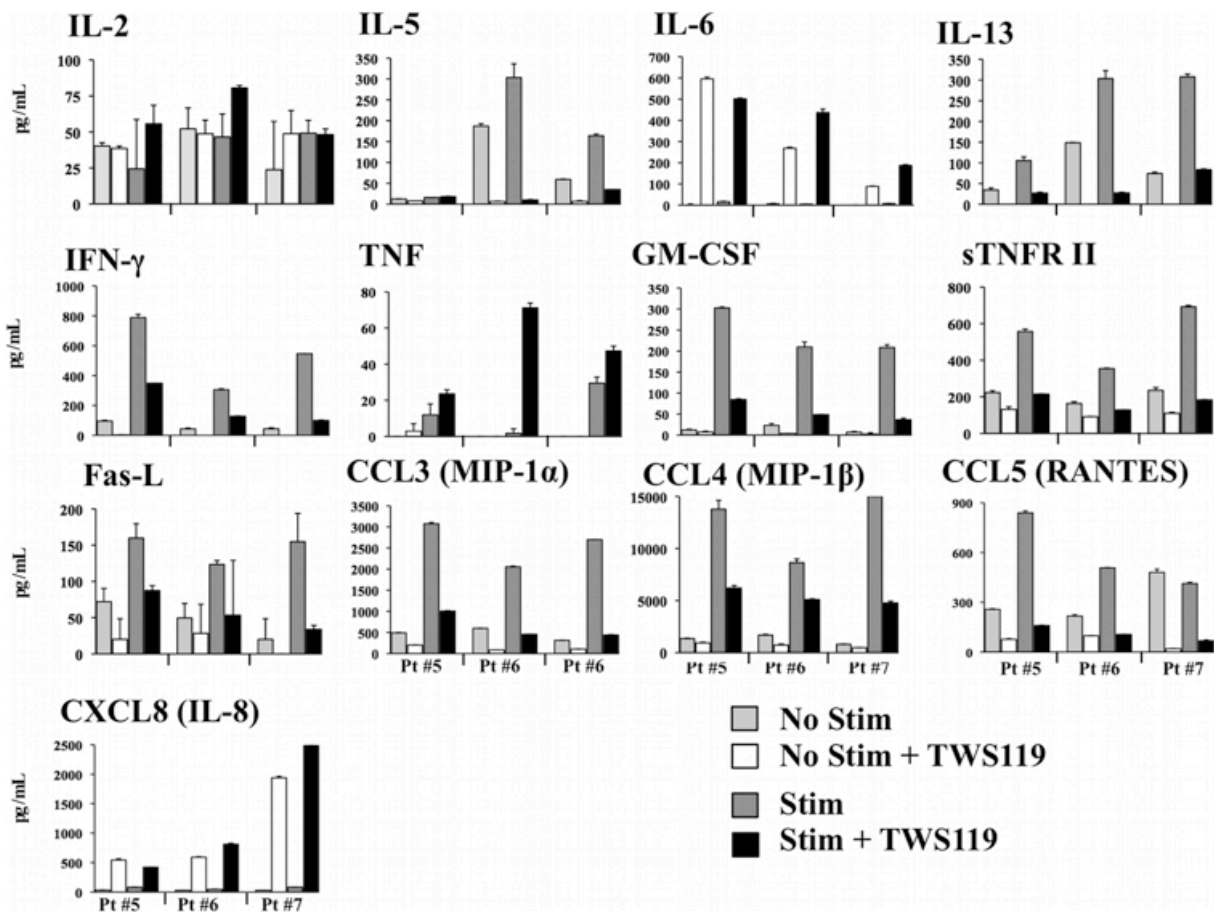 IL-2 IL-5 IL-6 IL-13
pg/mL
100 75 50 25 0
350 300 250 200 150 100 50 0
700 600 500 400 300 200 100 0
350 300 250 200 150 100 50 0
IFN-γ TNF GM-CSF sTNFR II
pg/mL
1000 800 600 400 200 0
80 60 40 20 0
350 300 250 200 150 100 50 0
800 600 400 200 0
Fas-L CCL3 (MIP-1α) CCL4 (MIP-1β) CCL5 (RANTES)
pg/mL
200 150 100 50 0
3500 3000 2500 2000 1500 1000 500 0
15000 10000 5000 0
900 600 300 0
Pt #5 Pt #6 Pt #6 Pt #5 Pt #6 Pt #7 Pt #5 Pt #6 Pt #7
CXCL8 (IL-8)
pg/mL
2500 2000 1500 1000 500 0
Pt #5 Pt #6 Pt #7
No Stim
No Stim + TWS119
Stim
Stim + TWS119